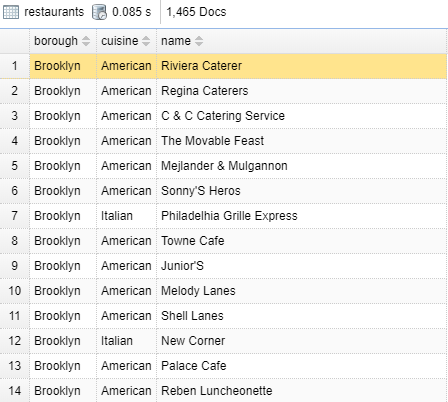 restaurants 0.085 s 1,465 Docs
borough cuisine name
1 Brooklyn American Riviera Caterer
2 Brooklyn American Regina Caterers
3 Brooklyn American C & C Catering Service
4 Brooklyn American The Movable Feast
5 Brooklyn American Mejlander & Mulgannon
6 Brooklyn American Sonny'S Heros
7 Brooklyn Italian Philadelhia Grille Express
8 Brooklyn American Towne Cafe
9 Brooklyn American Junior'S
10 Brooklyn American Melody Lanes
11 Brooklyn American Shell Lanes
12 Brooklyn Italian New Corner
13 Brooklyn American Palace Cafe
14 Brooklyn American Reben Luncheonette